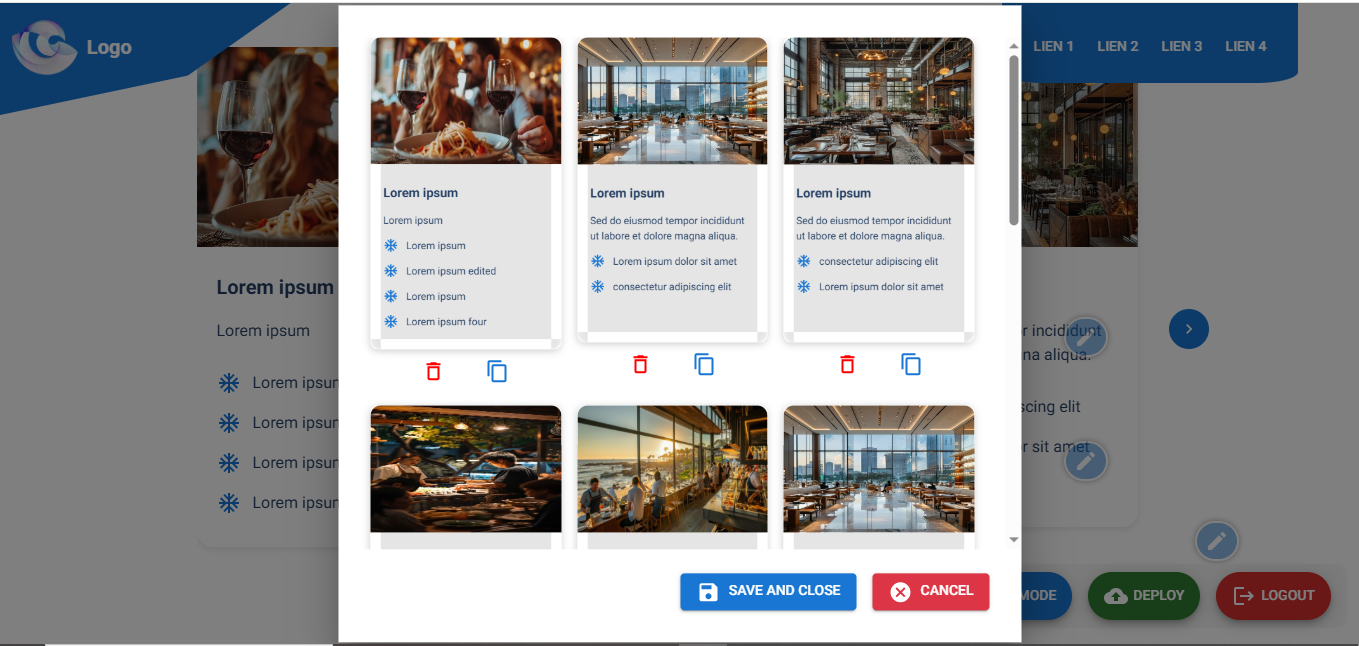 Logo
LIEN 1 LIEN 2 LIEN 3 LIEN 4
Lorem ipsum
Lorem ipsum
Lorem ipsum
Lorem ipsum edited
Lorem ipsum
Lorem ipsum four
Lorem ipsum
Sed do eiusmod tempor incididunt
ut labore et dolore magna aliqua.
Lorem ipsum dolor sit amet
consectetur adipiscing elit
Lorem ipsum
Sed do eiusmod tempor incididunt
ut labore et dolore magna aliqua.
consectetur adipiscing elit
Lorem ipsum dolor sit amet
SAVE AND CLOSE
CANCEL
Lorem ipsum
Lorem ipsum
Lorem ipsum
Lorem ipsum
Lorem ipsum
Lorem ipsum
incididunt
na aliqua.
scing elit
sit amet
MODE
DEPLOY
LOGOUT